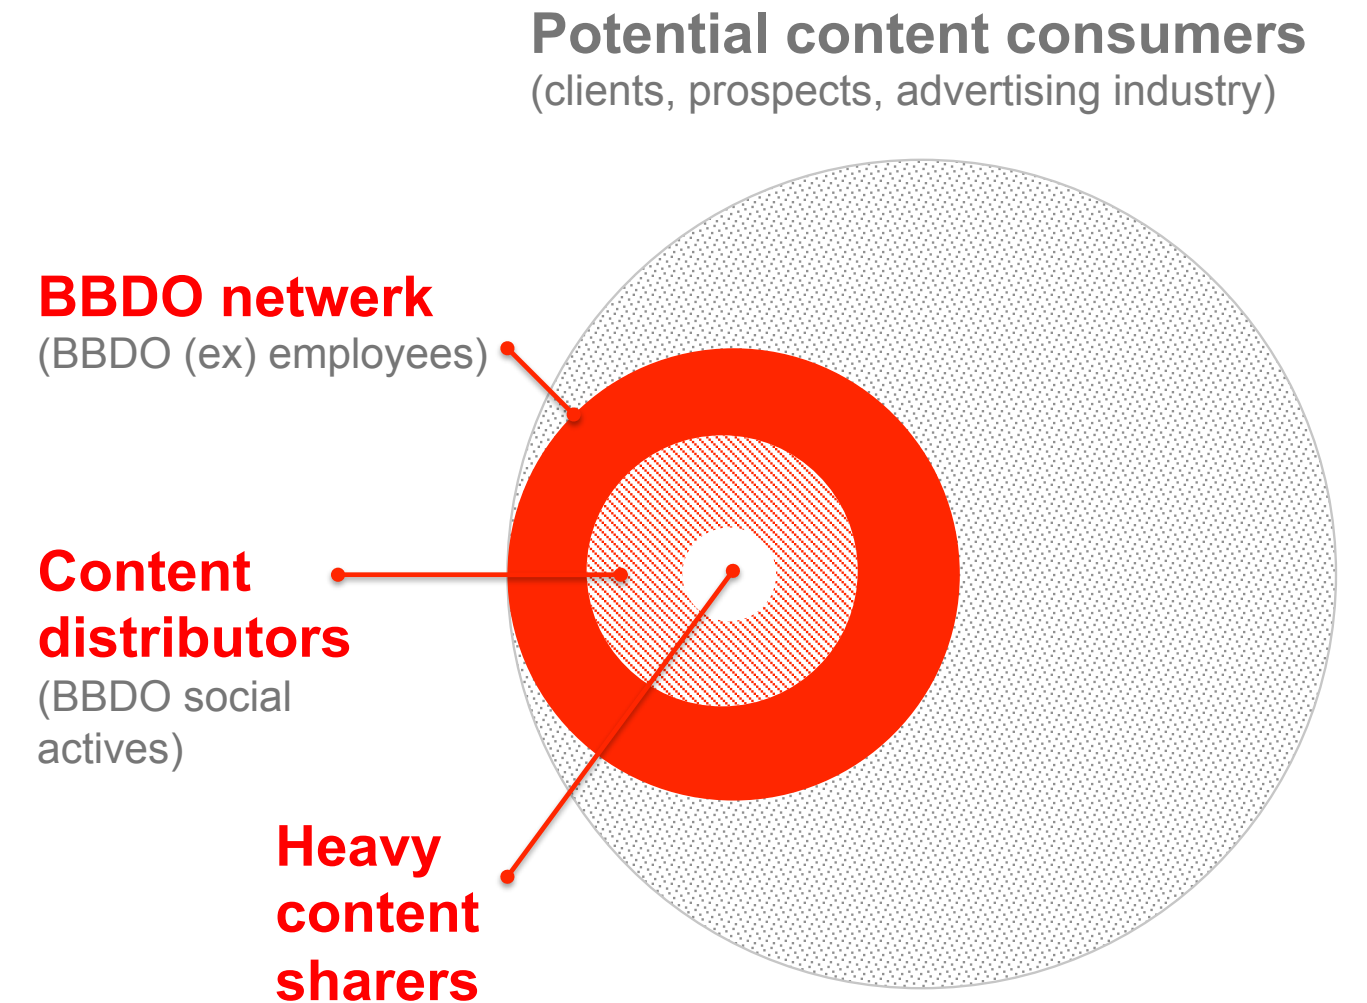 Potential content consumers
(clients, prospects, advertising industry)
BBDO netwerk
(BBDO (ex) employees)
Content
distributors
(BBDO social
actives)
Heavy
content
sharers